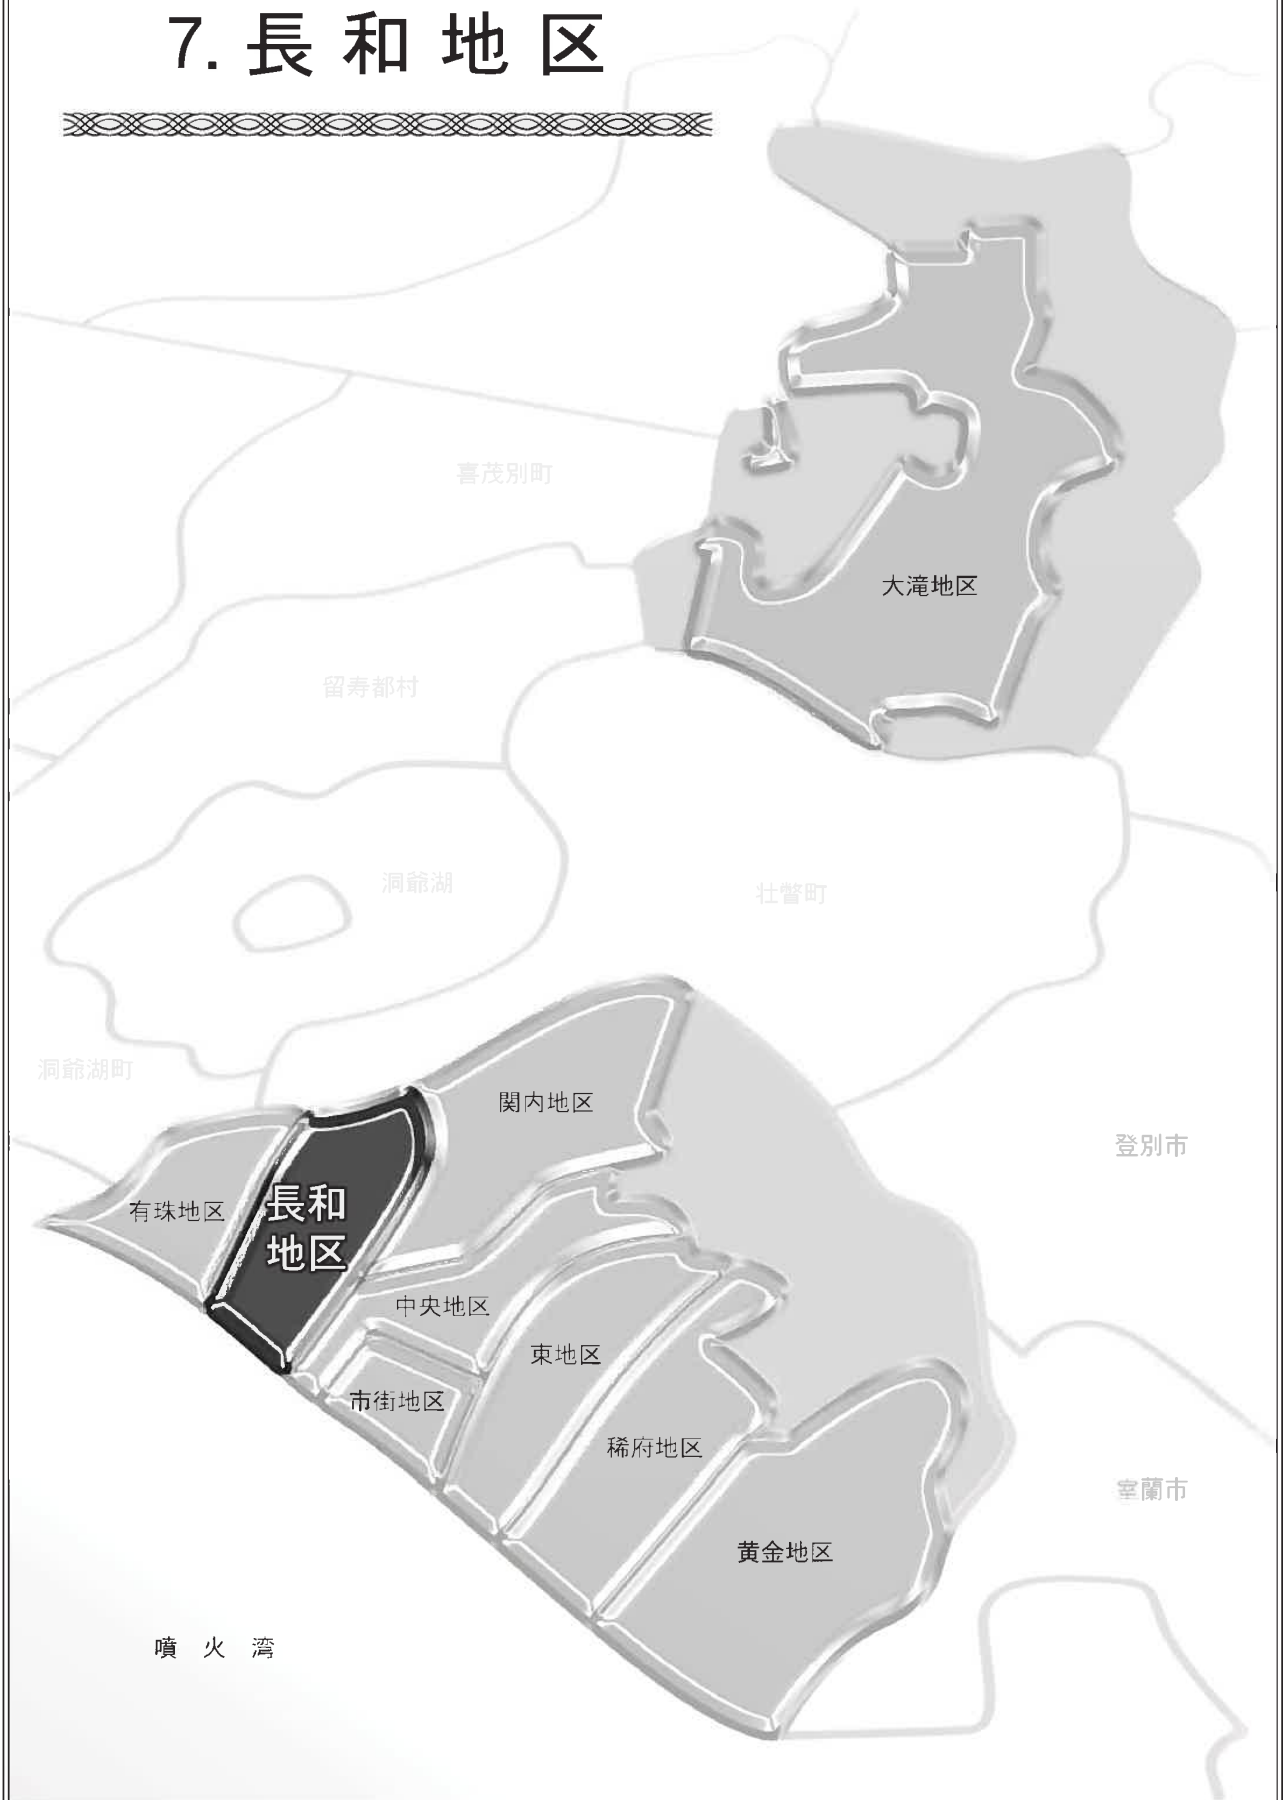 7. 長和地区
喜茂別町
大滝地区
留寿都村
洞爺湖
壮瞥町
洞爺湖町
関内地区
登別市
有珠地区
長和
地区
中央地区
東地区
市街地区
稀府地区
室蘭市
黄金地区
噴火湾